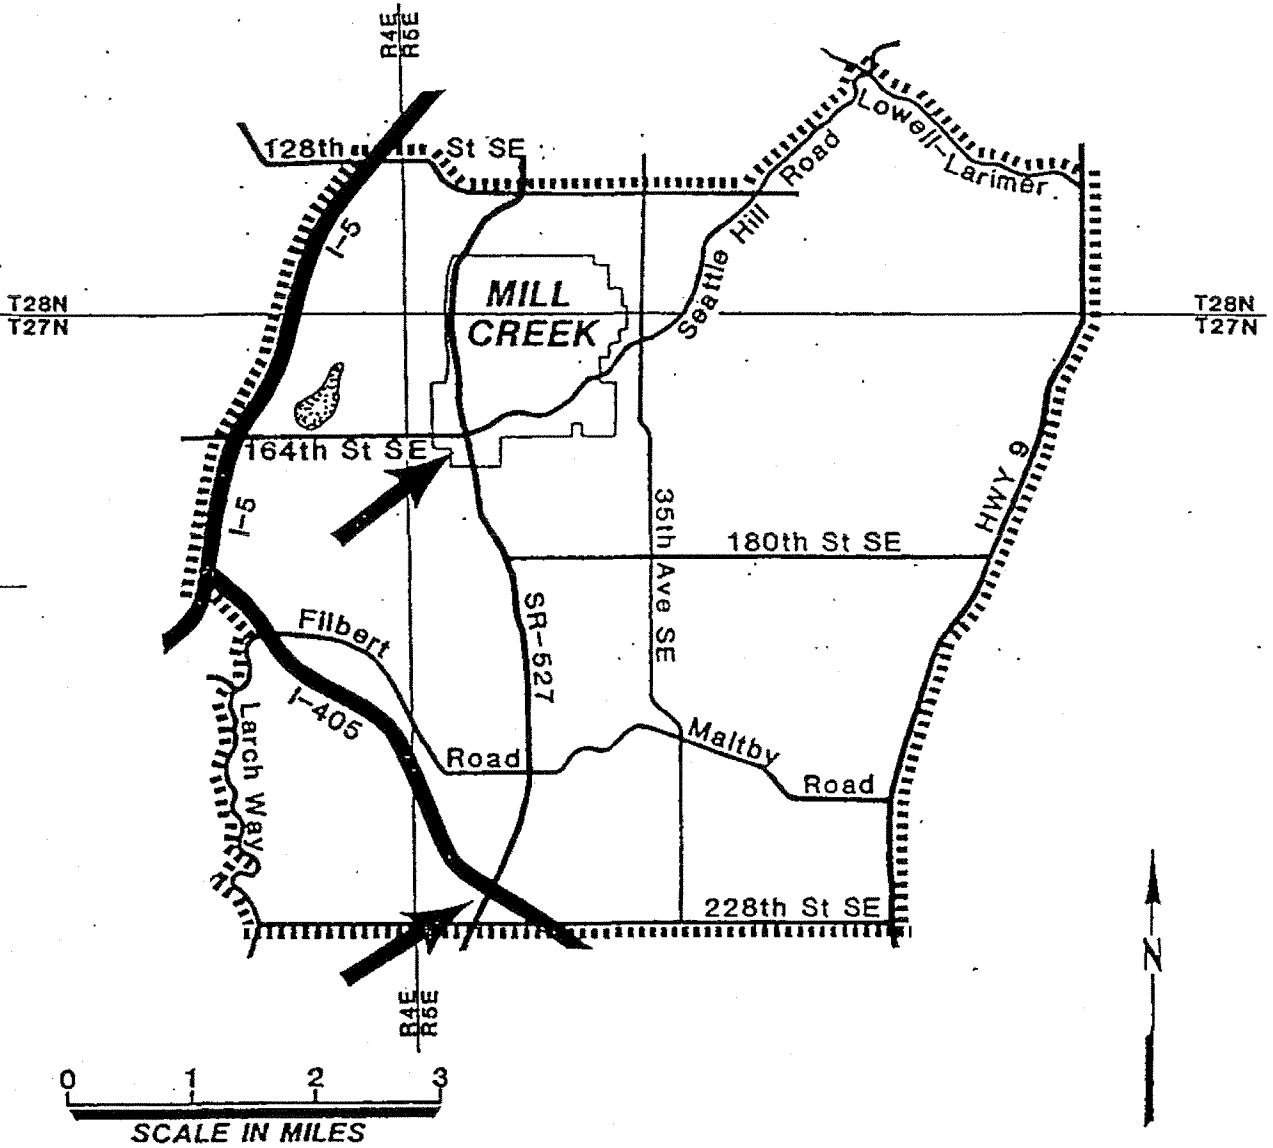 R4E
R5E
128th St SE
Lowell-Larimer
Seattle Hill Road
I-5
MILL
CREEK
T28N
T27N
T28N
T27N
164th St SE
HWY 9
I-5
35th Ave SE
180th St SE
SR-527
Filbert
I-405
Larch Way
Road
Maltby
Road
228th St SE
R4E
R5E
N
0 1 2 3
SCALE IN MILES